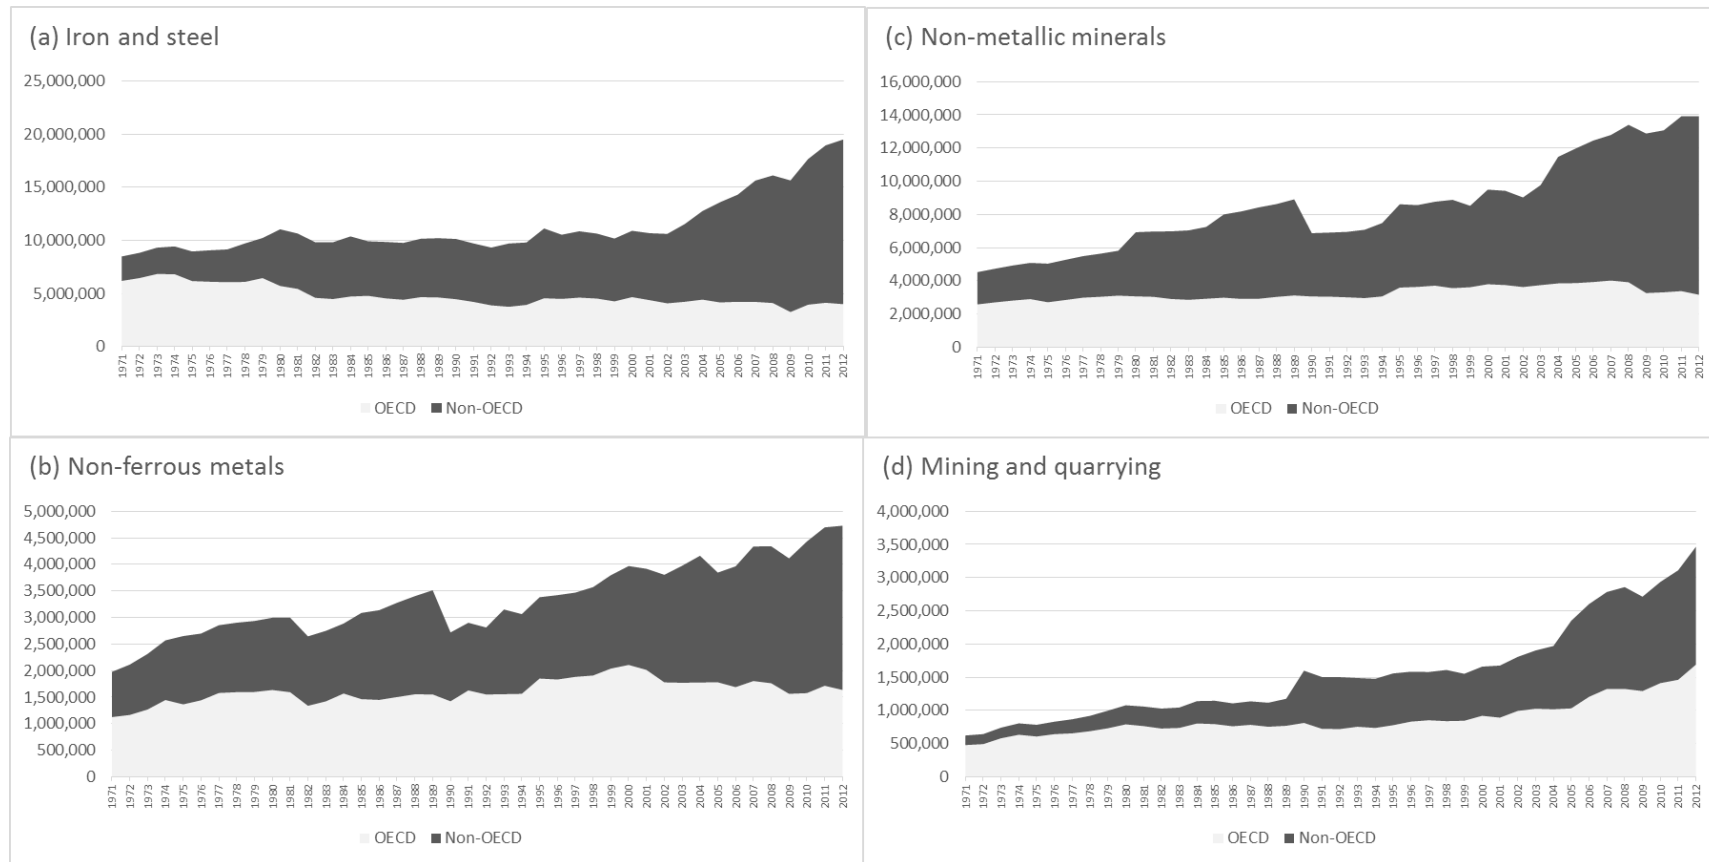 (a) Iron and steel
25,000,000
20,000,000
15,000,000
10,000,000
5,000,000
0
1971 1972 1973 1974 1975 1976 1977 1978 1979 1980 1981 1982 1983 1984 1985 1986 1987 1988 1989 1990 1991 1992 1993 1994 1995 1996 1997 1998 1999 2000 2001 2002 2003 2004 2005 2006 2007 2008 2009 2010 2011 2012
OECD Non-OECD
(c) Non-metallic minerals
16,000,000
14,000,000
12,000,000
10,000,000
8,000,000
6,000,000
4,000,000
2,000,000
0
1971 1972 1973 1974 1975 1976 1977 1978 1979 1980 1981 1982 1983 1984 1985 1986 1987 1988 1989 1990 1991 1992 1993 1994 1995 1996 1997 1998 1999 2000 2001 2002 2003 2004 2005 2006 2007 2008 2009 2010 2011 2012
OECD Non-OECD
(b) Non-ferrous metals
5,000,000
4,500,000
4,000,000
3,500,000
3,000,000
2,500,000
2,000,000
1,500,000
1,000,000
500,000
0
1971 1972 1973 1974 1975 1976 1977 1978 1979 1980 1981 1982 1983 1984 1985 1986 1987 1988 1989 1990 1991 1992 1993 1994 1995 1996 1997 1998 1999 2000 2001 2002 2003 2004 2005 2006 2007 2008 2009 2010 2011 2012
OECD Non-OECD
(d) Mining and quarrying
4,000,000
3,500,000
3,000,000
2,500,000
2,000,000
1,500,000
1,000,000
500,000
0
1971 1972 1973 1974 1975 1976 1977 1978 1979 1980 1981 1982 1983 1984 1985 1986 1987 1988 1989 1990 1991 1992 1993 1994 1995 1996 1997 1998 1999 2000 2001 2002 2003 2004 2005 2006 2007 2008 2009 2010 2011 2012
OECD Non-OECD